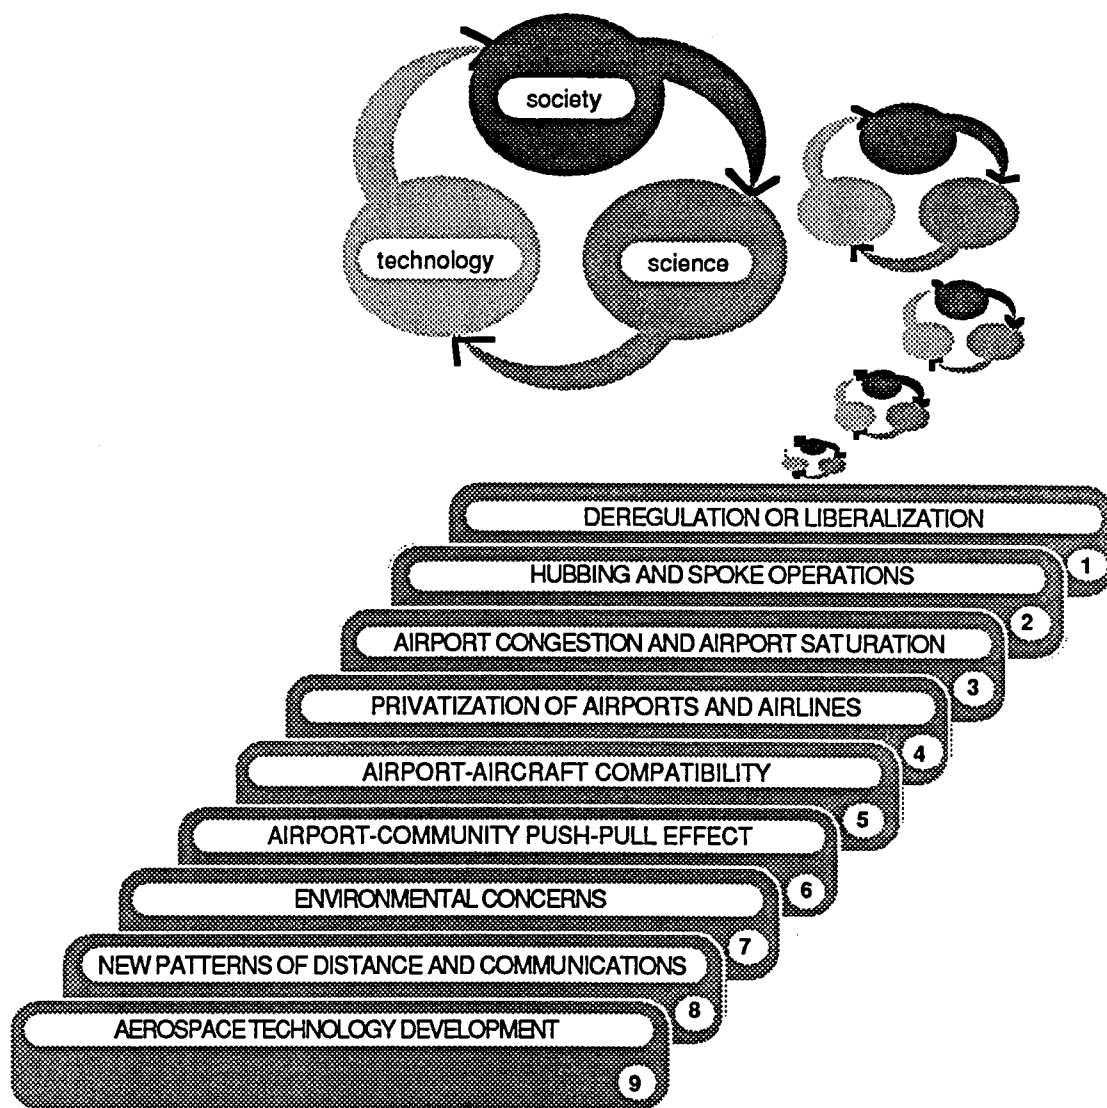 society
technology
science
DEREGULATION OR LIBERALIZATION
1
HUBBING AND SPOKE OPERATIONS
2
AIRPORT CONGESTION AND AIRPORT SATURATION
3
PRIVATIZATION OF AIRPORTS AND AIRLINES
4
AIRPORT-AIRCRAFT COMPATIBILITY
5
AIRPORT-COMMUNITY PUSH-PULL EFFECT
6
ENVIRONMENTAL CONCERNS
7
NEW PATTERNS OF DISTANCE AND COMMUNICATIONS
8
AEROSPACE TECHNOLOGY DEVELOPMENT
9